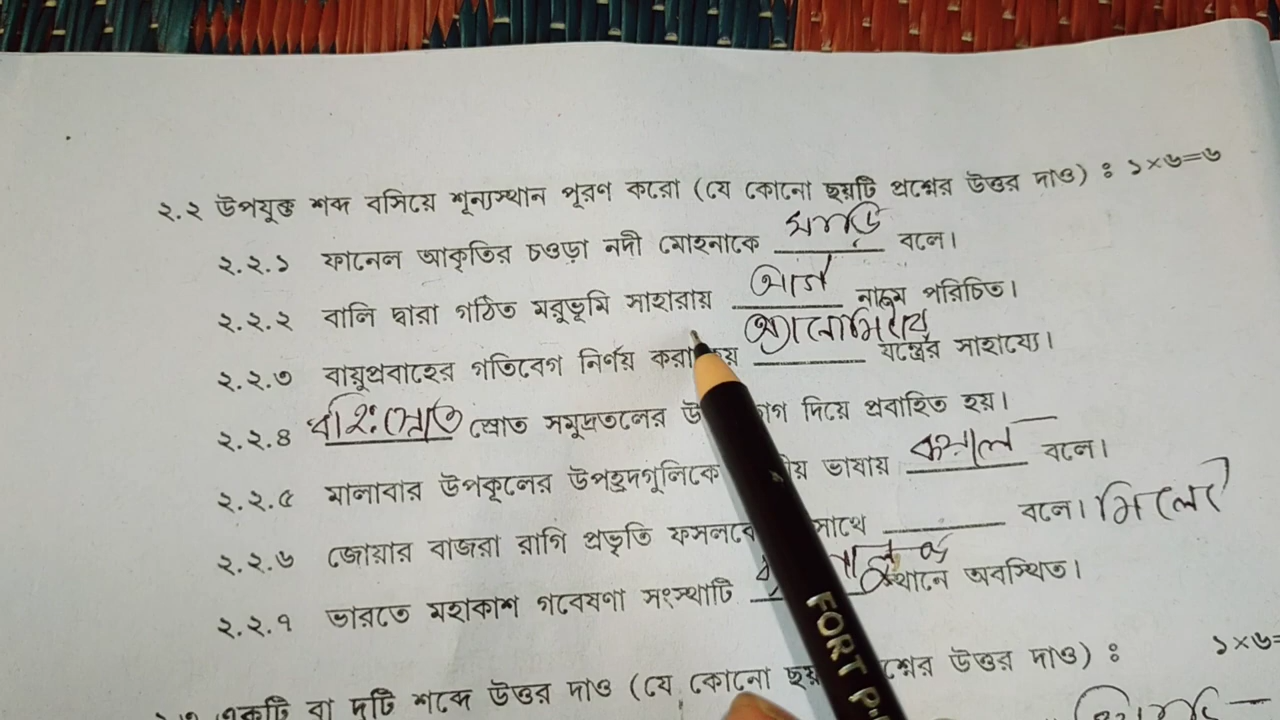 ২.২ উপযুক্ত শব্দ বসিয়ে শূন্যস্থান পূরণ করো (যে কোনো ছয়টি প্রশ্নের উত্তর দাও) : ১×৬=৬
২.২.১ ফানেল আকৃতির চওড়া নদী মোহনাকে খাড়ি বলে।
২.২.২ বালি দ্বারা গঠিত মরুভূমি সাহারায় আর্গ নামে পরিচিত।
২.২.৩ বায়ুপ্রবাহের গতিবেগ নির্ণয় করা হয় অ্যানোমিটার যন্ত্রের সাহায্যে।
২.২.৪ বহিঃস্রোত স্রোত সমুদ্রতলের দিয়ে প্রবাহিত হয়।
২.২.৫ মালাবার উপকূলের উপহ্রদগুলিকে ভাষায় কয়াল বলে।
২.২.৬ জোয়ার বাজরা রাগি প্রভৃতি ফসলকে সাথে বলে। মিলেট
২.২.৭ ভারতে মহাকাশ গবেষণা সংস্থাটি স্থানে অবস্থিত।
একটি বা দুটি শব্দে উত্তর দাও (যে কোনো ছয় প্রশ্নের উত্তর দাও) : ১×৬=
FORT